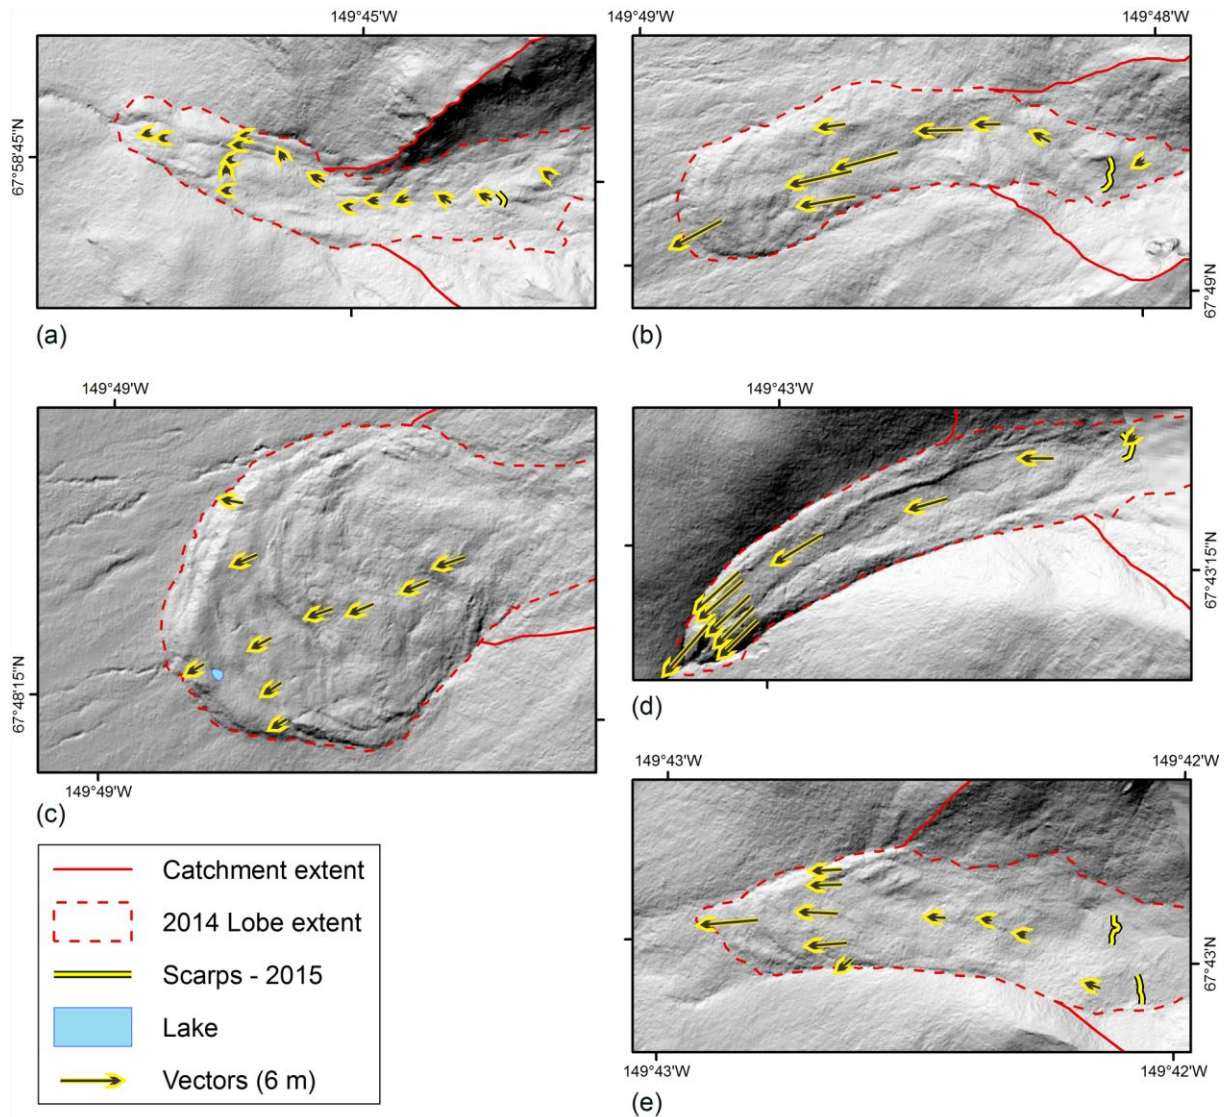 149°45'W
149°49'W
149°48'W
67°58'45"N
67°49'N
(a)
(b)
149°49'W
149°43'W
67°48'15"N
67°43'15"N
149°49'W
(c)
(d)
149°43'W
149°42'W
67°43'N
149°43'W
149°42'W
(e)
Catchment extent
2014 Lobe extent
Scarps - 2015
Lake
Vectors (6 m)